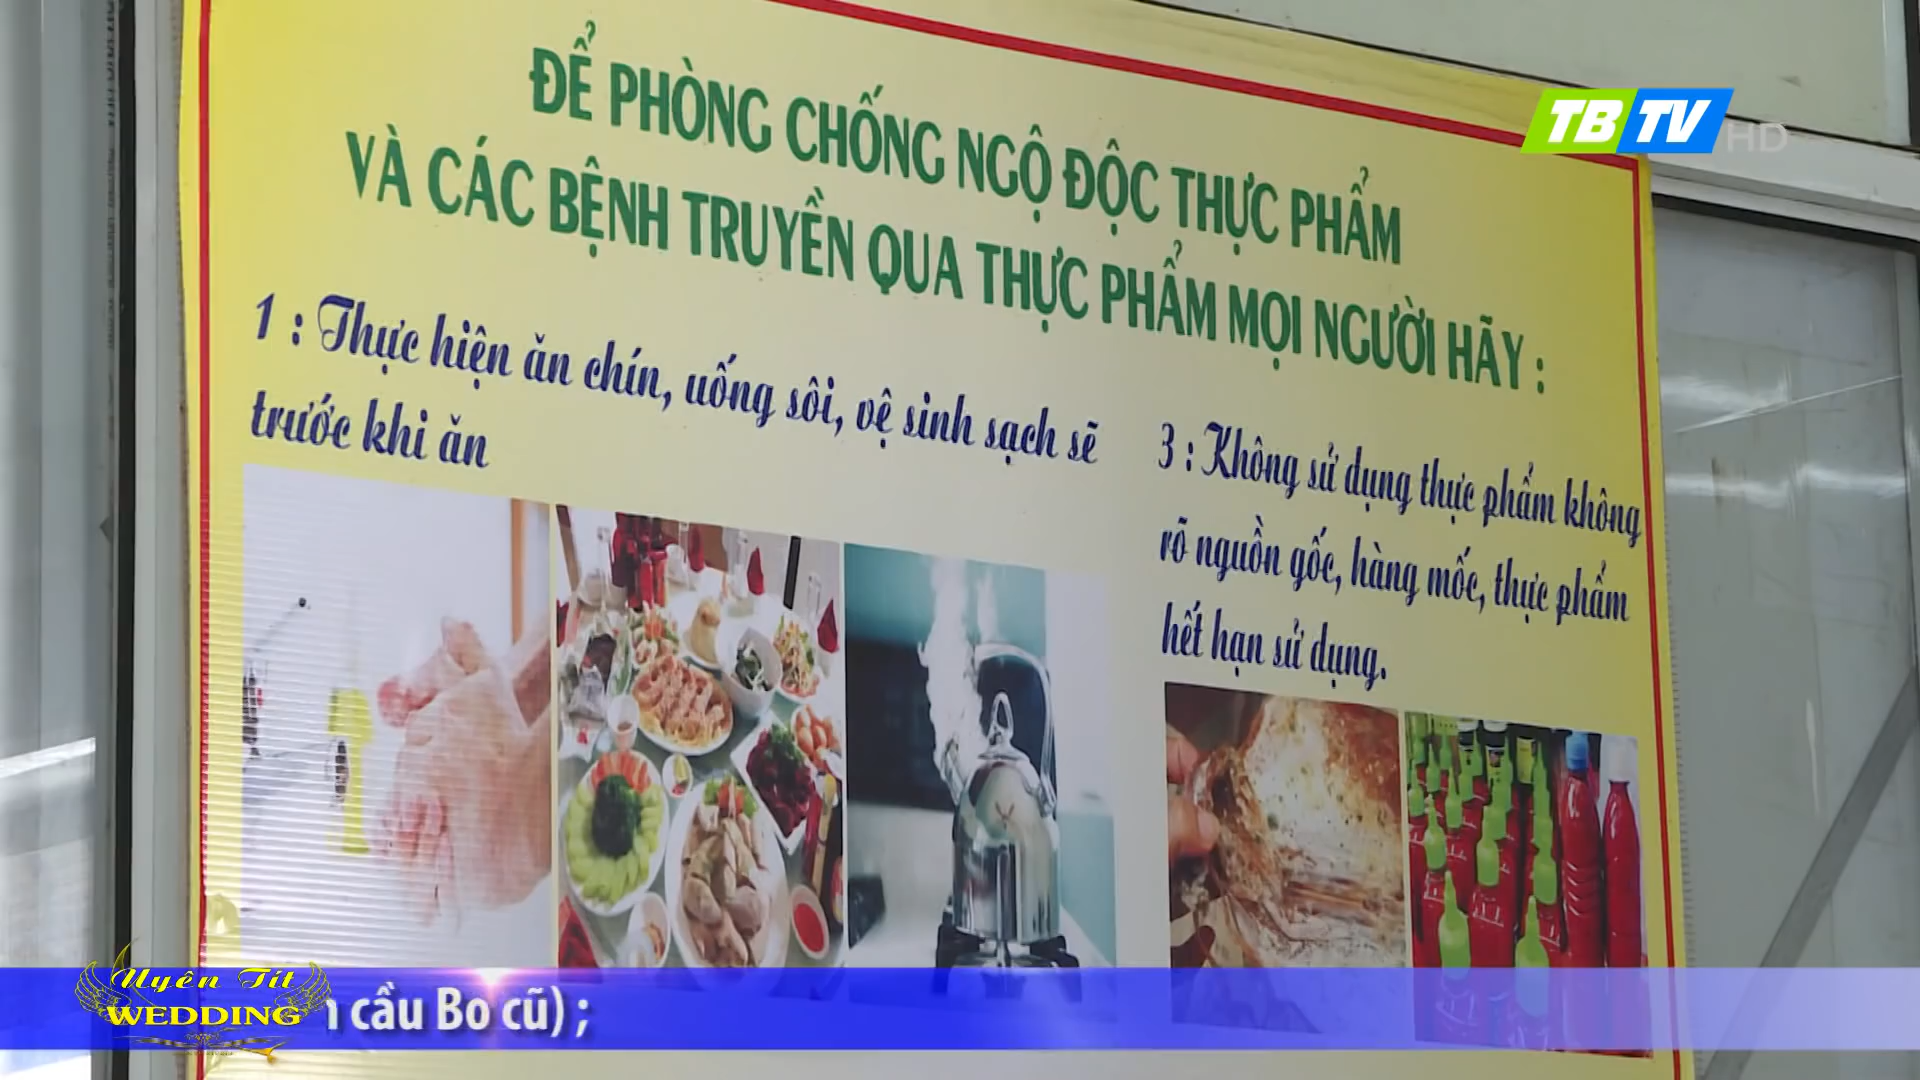 TBTV HD
ĐỂ PHÒNG CHỐNG NGỘ ĐỘC THỰC PHẨM
VÀ CÁC BỆNH TRUYỀN QUA THỰC PHẨM MỌI NGƯỜI HÃY :
1 : Thực hiện ăn chín, uống sôi, vệ sinh sạch sẽ
trước khi ăn
3 : Không sử dụng thực phẩm không
rõ nguồn gốc, hàng mốc, thực phẩm
hết hạn sử dụng.
Uyên Tít
WEDDING
cầu Bo cũ) ;